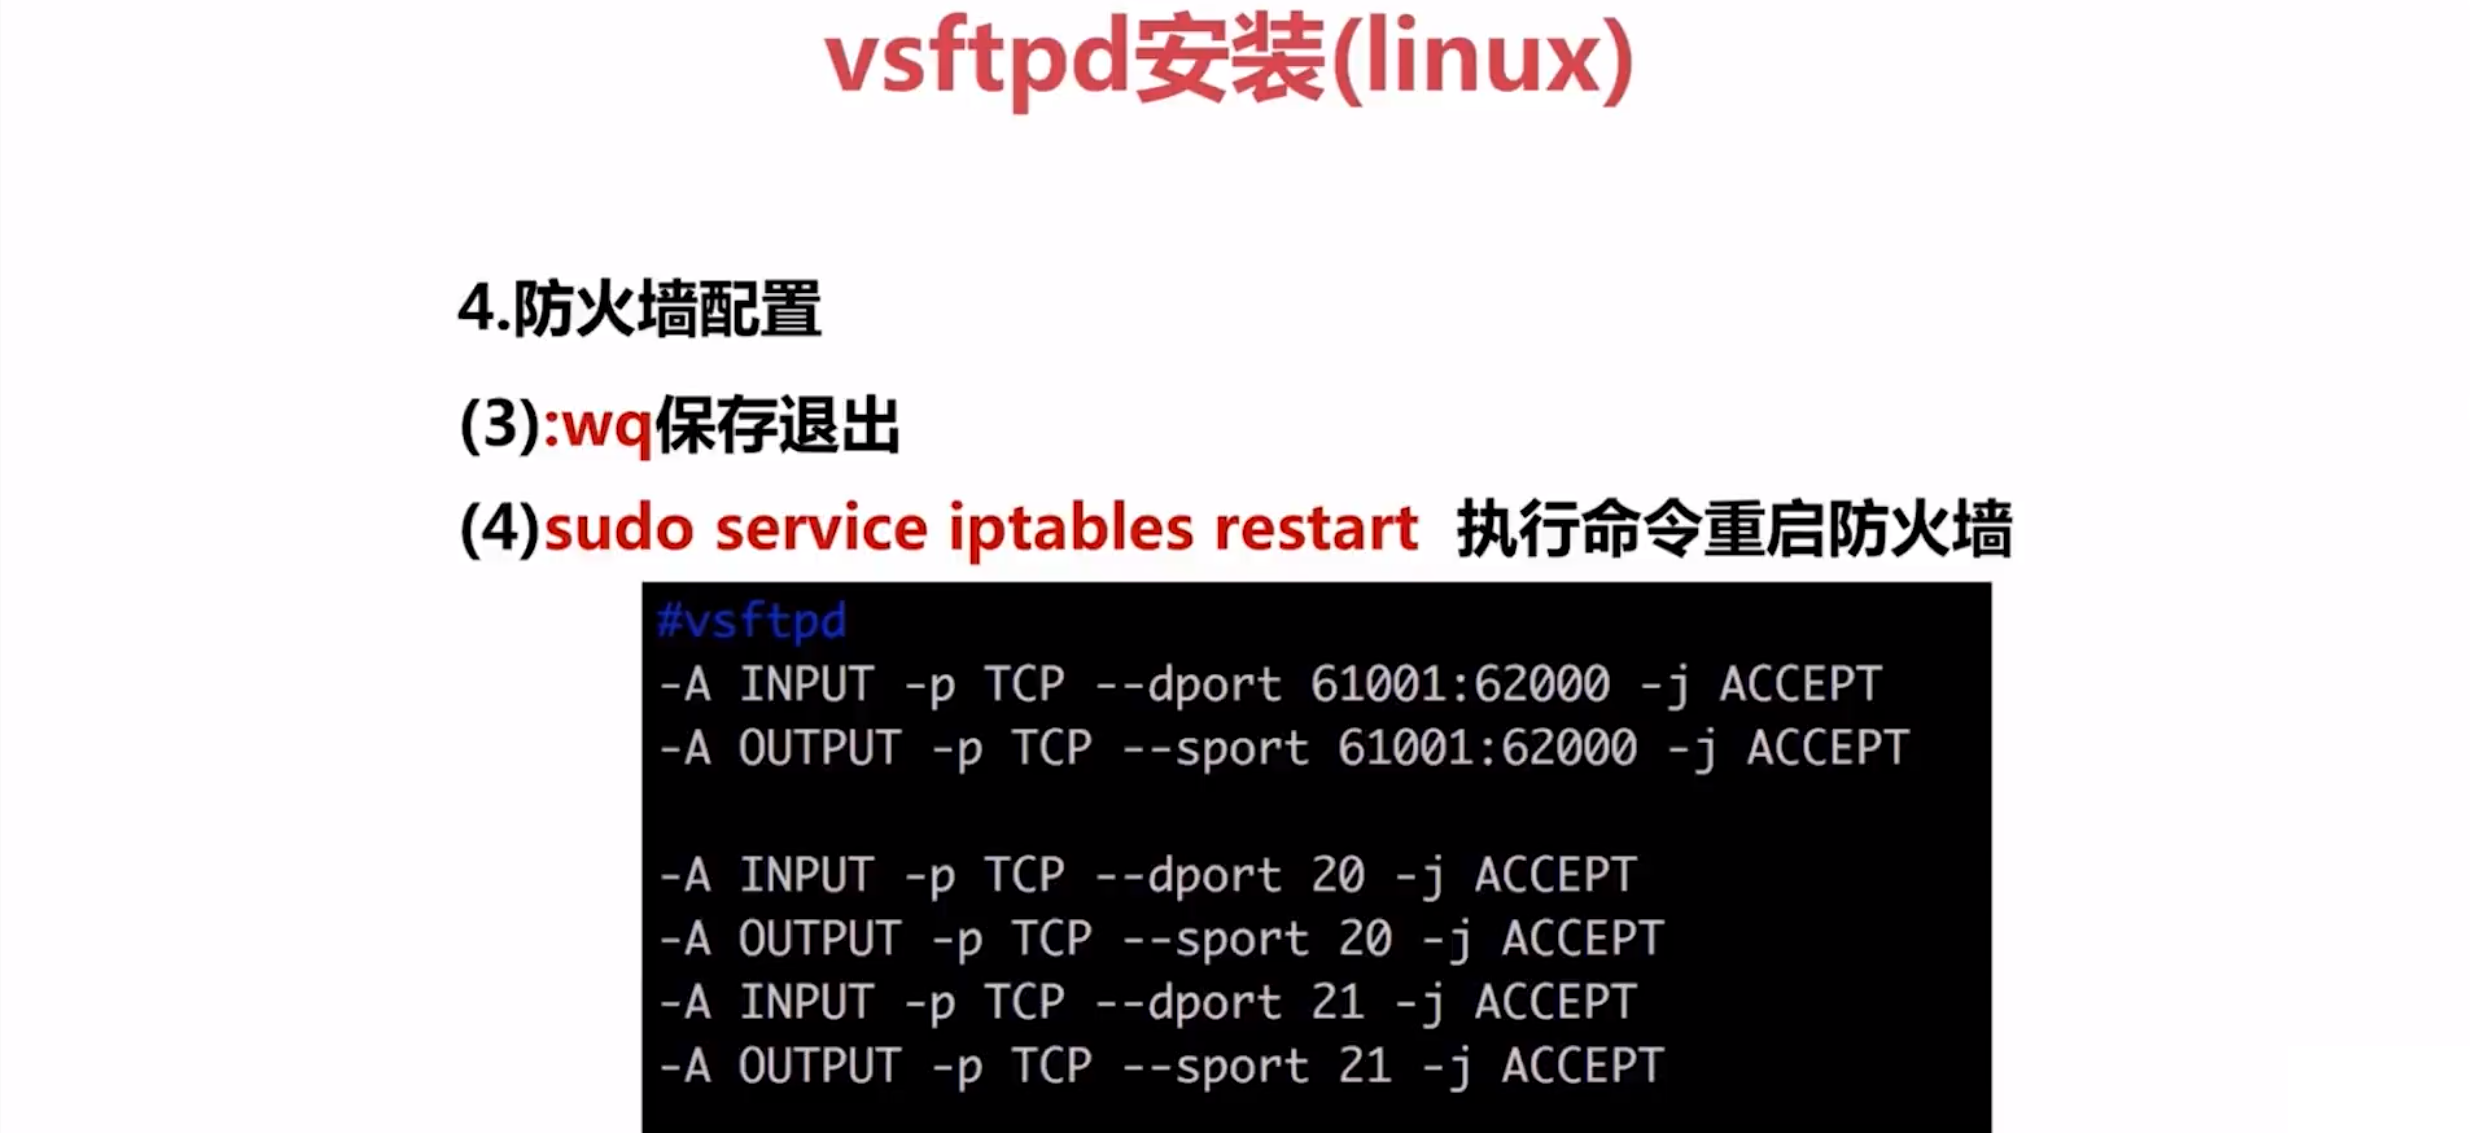 vsftpd安装(linux)
4.防火墙配置
(3):wq保存退出
(4)sudo service iptables restart 执行命令重启防火墙
#vsftpd
-A INPUT -p TCP --dport 61001:62000 -j ACCEPT
-A OUTPUT -p TCP --sport 61001:62000 -j ACCEPT
-A INPUT -p TCP --dport 20 -j ACCEPT
-A OUTPUT -p TCP --sport 20 -j ACCEPT
-A INPUT -p TCP --dport 21 -j ACCEPT
-A OUTPUT -p TCP --sport 21 -j ACCEPT